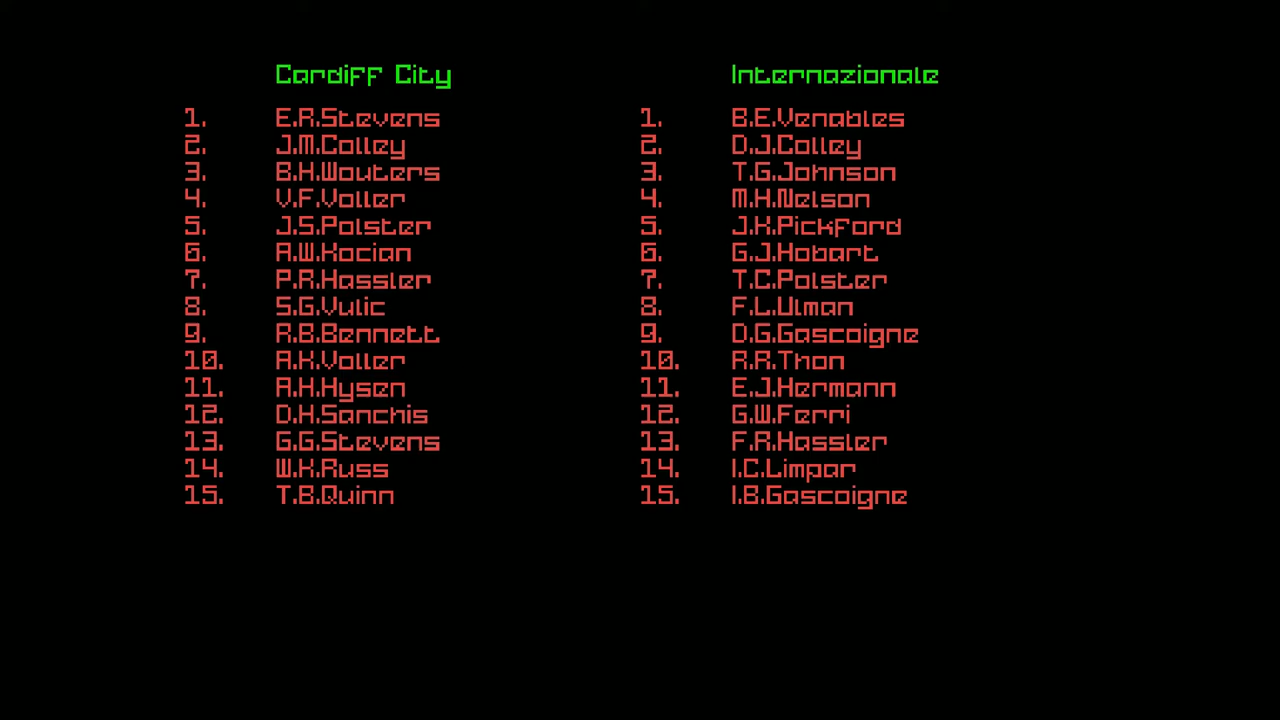 Cardiff City Internazionale
1. E.R.Stevens 1. B.E.Venables
2. J.M.Colley 2. D.J.Colley
3. B.H.Wouters 3. T.G.Johnson
4. V.F.Voller 4. M.H.Nelson
5. J.S.Polster 5. J.K.Pickford
6. A.W.Kocian 6. G.J.Hobart
7. P.R.Hassler 7. T.C.Polster
8. S.G.Vulic 8. F.L.Ulman
9. R.B.Bennett 9. D.G.Gascoigne
10. A.K.Voller 10. R.R.Thon
11. A.H.Hysen 11. E.J.Hermann
12. D.H.Sanchis 12. G.W.Ferri
13. G.G.Stevens 13. F.R.Hassler
14. W.K.Russ 14. I.C.Limpar
15. T.B.Quinn 15. I.B.Gascoigne